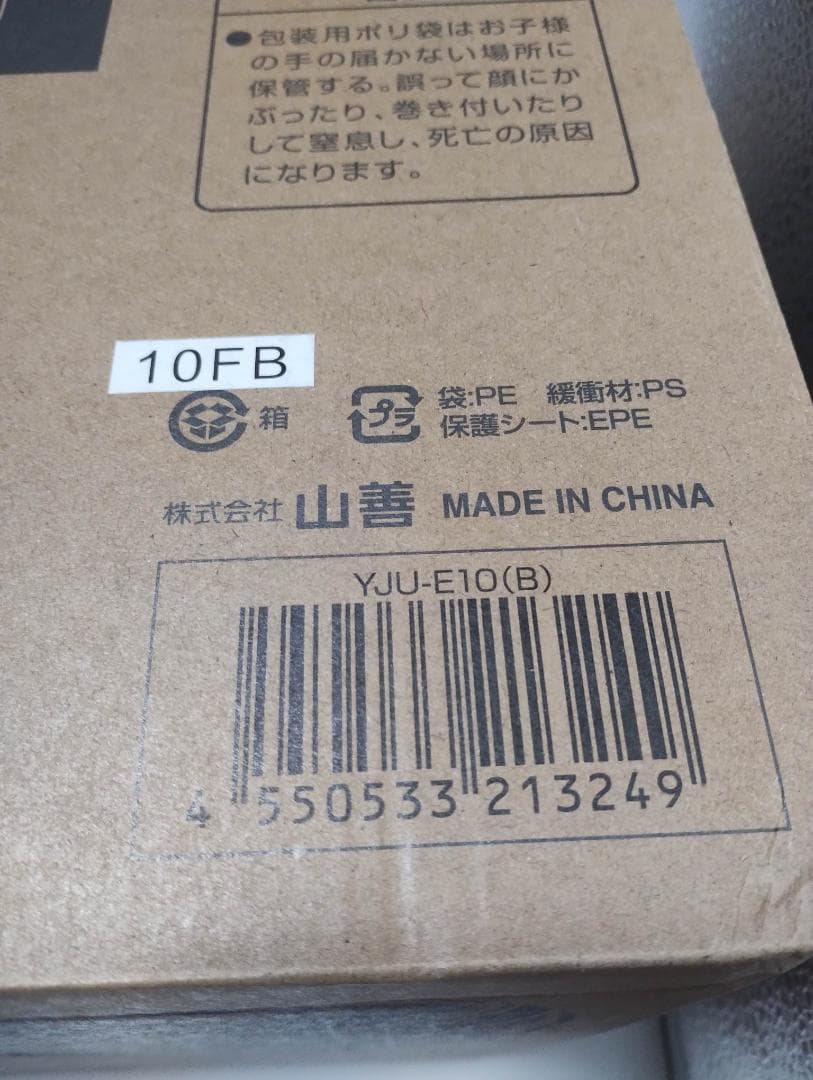 ●包装用ポリ袋はお子様
の手の届かない場所に
保管する。誤って顔にか
ぶったり、巻き付いたり
して窒息し、死亡の原因
になります。
10FB
箱
プラ
袋:PE 緩衝材:PS
保護シート:EPE
株式会社 山善 MADE IN CHINA
YJU-E10(B)
4 550533 213249